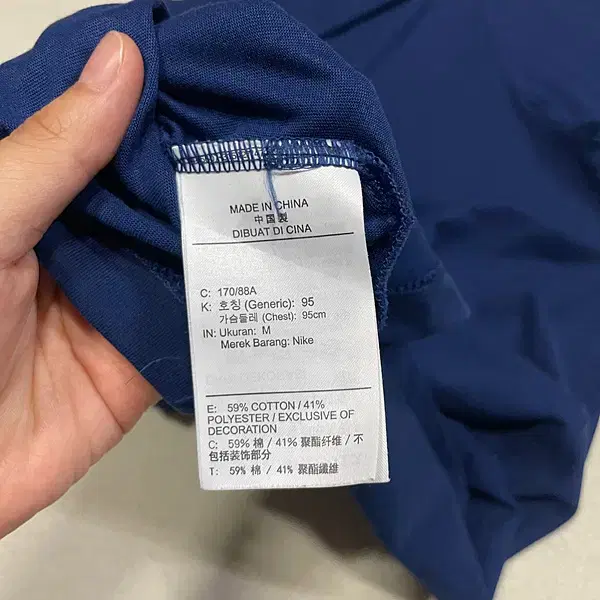 MADE IN CHINA
中国製
DIBUAT DI CINA
C: 170/88A
K: 호칭 (Generic): 95
가슴둘레 (Chest): 95cm
IN: Ukuran: M
Merek Barang: Nike
E: 59% COTTON / 41%
POLYESTER / EXCLUSIVE OF
DECORATION
C: 59% 棉 / 41% 聚酯纤维 / 不
包括装饰部分
T: 59% 棉 / 41% 聚酯纖維